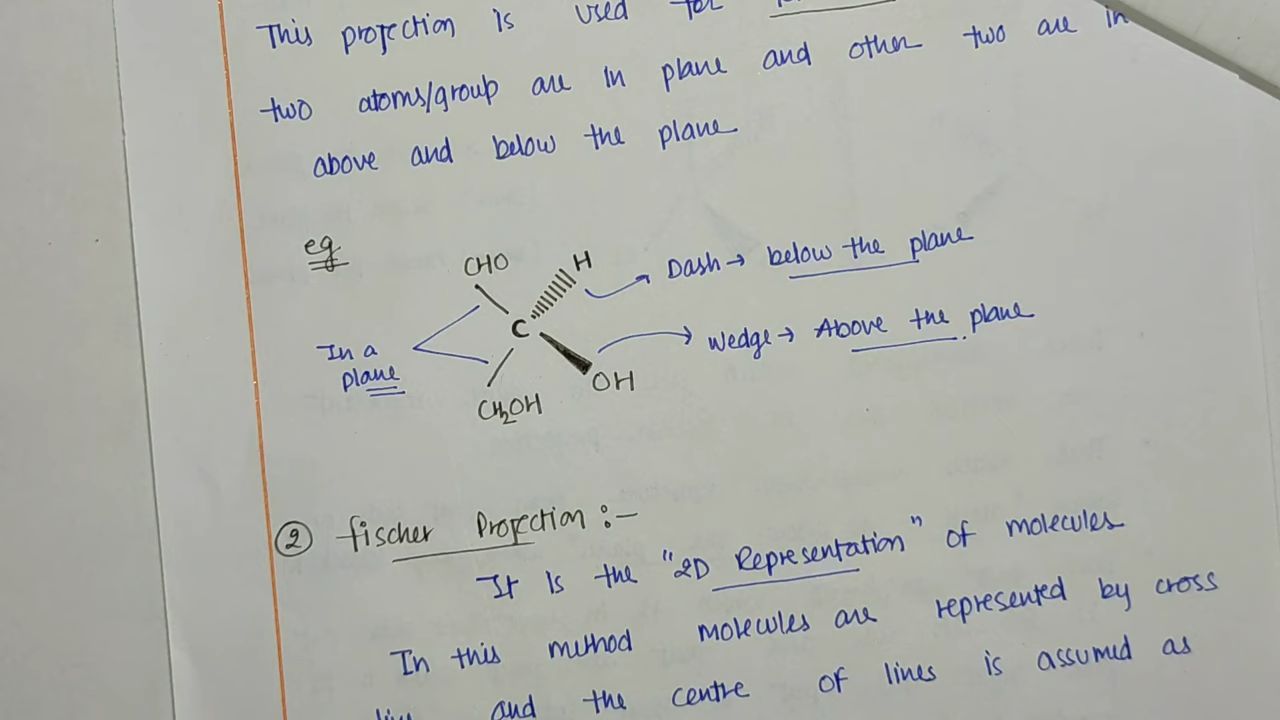 This projection is used for
two atoms/group are in plane and other two are in
above and below the plane
eg
CHO
H
Dash → below the plane
C
wedge → Above the plane
In a
plane
OH
CH2OH
② fischer Projection :-
It is the "2D Representation" of molecules
In this method molecules are represented by cross
and the centre of lines is assumed as